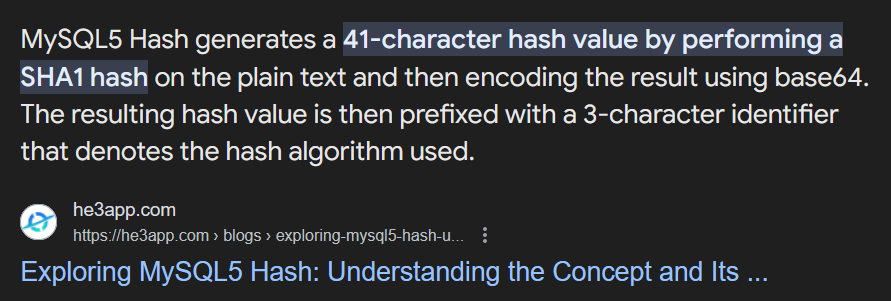 MySQL5 Hash generates a 41-character hash value by performing a
SHA1 hash on the plain text and then encoding the result using base64.
The resulting hash value is then prefixed with a 3-character identifier
that denotes the hash algorithm used.
he3app.com
https://he3app.com › blogs › exploring-mysql5-hash-u...
Exploring MySQL5 Hash: Understanding the Concept and Its ...